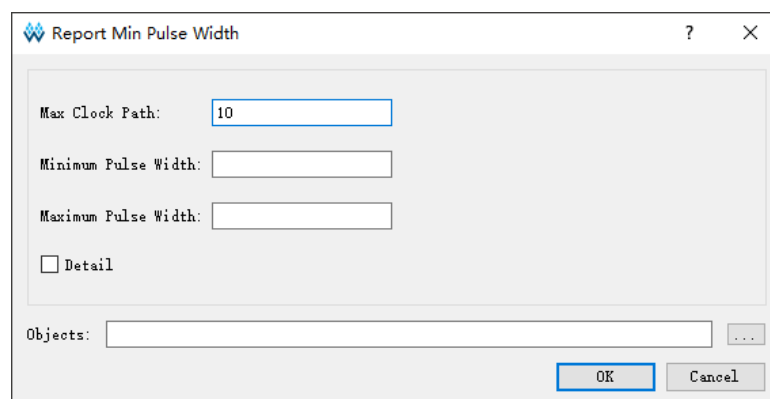 Report Min Pulse Width
Max Clock Path: 10
Minimum Pulse Width:
Maximum Pulse Width:
Detail
Objects:
...
OK Cancel